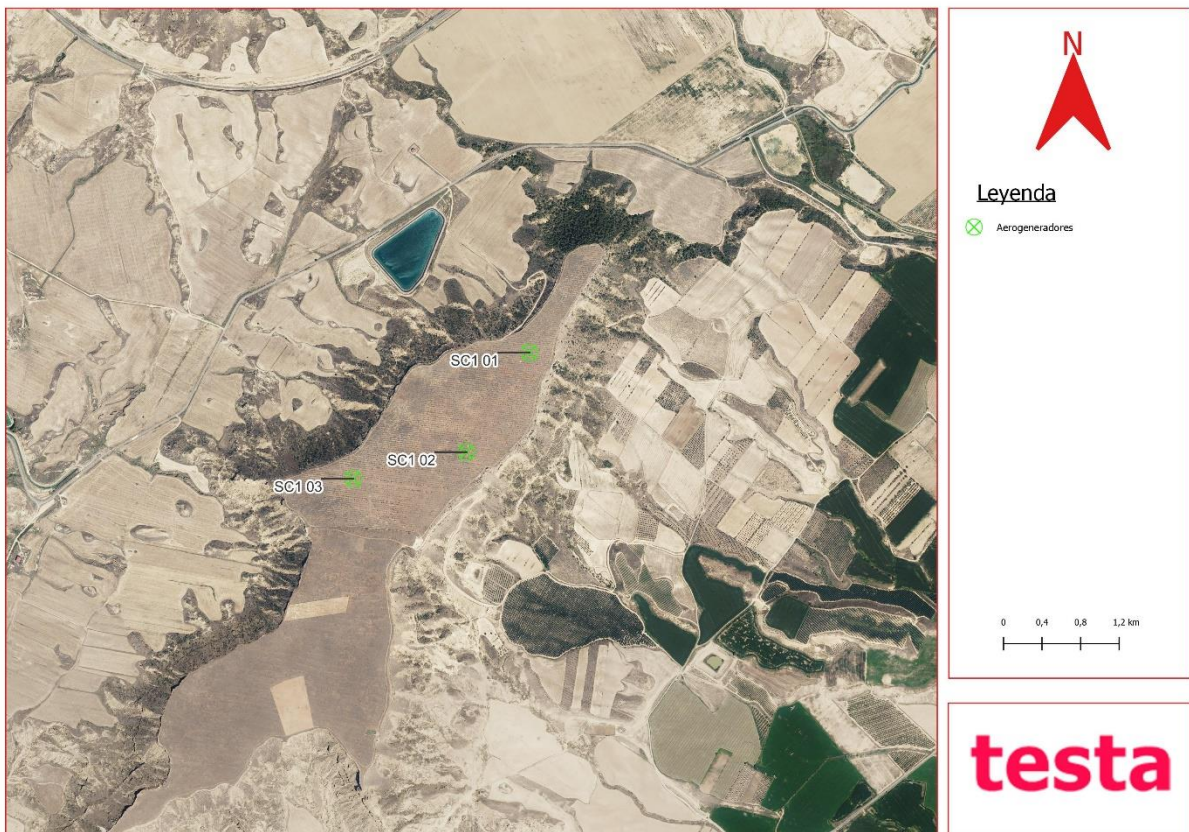 SC1 01
SC1 02
SC1 03
N
Leyenda
Aerogeneradores
0 0,4 0,8 1,2 km
testa